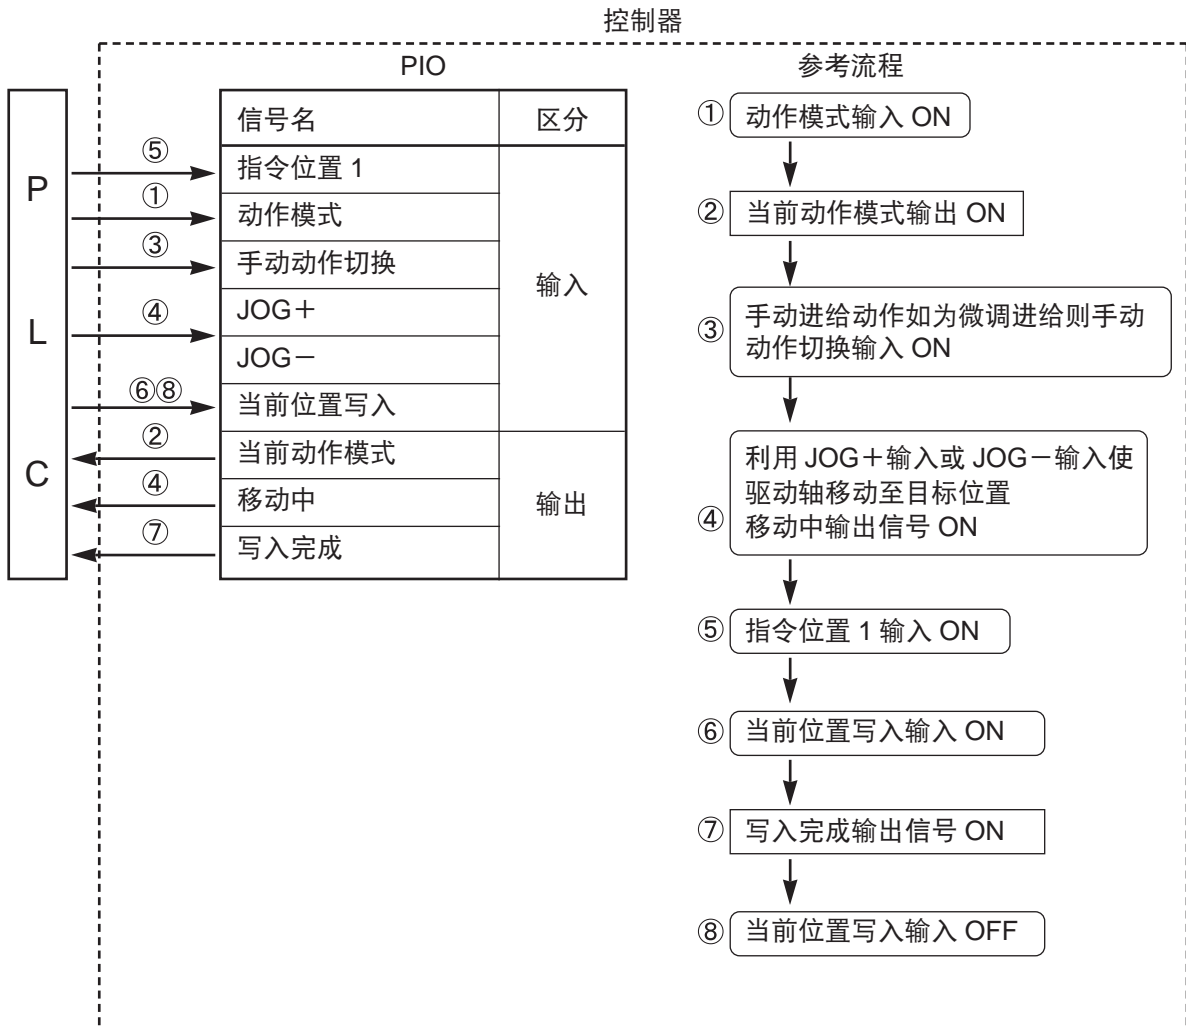 控制器
PIO
参考流程
P
L
C
信号名
区分
⑤
指令位置 1
①
动作模式
③
手动动作切换
④
JOG＋
JOG－
⑥⑧
当前位置写入
输入
②
当前动作模式
④
移动中
⑦
写入完成
输出
① 动作模式输入 ON
② 当前动作模式输出 ON
③ 手动进给动作如为微调进给则手动
动作切换输入 ON
利用 JOG＋输入或 JOG－输入使
驱动轴移动至目标位置
④ 移动中输出信号 ON
⑤ 指令位置 1 输入 ON
⑥ 当前位置写入输入 ON
⑦ 写入完成输出信号 ON
⑧ 当前位置写入输入 OFF